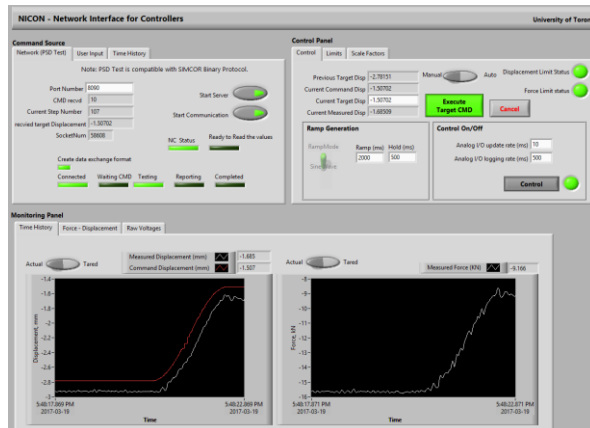 NICON - Network Interface for Controllers
University of Toron
Command Source
Network (PSD Test) User Input Time History
Note: PSD Test is compatible with SIMCOR Binary Protocol.
Port Number 8090
CMD recvd 10
Current Step Number 107
recvied target Displacement -1.50702
SocketNum 58608
Start Server
Start Communication
NC Status Ready to Read the values
Create data exchange format
Connected Waiting CMD Testing Reporting Completed
Control Panel
Control Limits Scale Factors
Previous Target Disp -2.78151
Current Command Disp -1.50702
Current Target Disp -1.50702
Current Measured Disp -1.68509
Manual Auto
Displacement Limit Status
Force Limit status
Execute
Target CMD
Cancel
Ramp Generation
RampMode
Ramp (ms) Hold (ms)
2000 500
Control On/Off
Analog I/O update rate (ms) 10
Analog I/O logging rate (ms) 500
Control
Monitoring Panel
Time History Force - Displacement Raw Voltages
Actual Tared
Measured Displacement (mm) -1.685
Command Displacement (mm) -1.507
Displacement, mm
-1.4
-1.6
-1.8
-2
-2.2
-2.4
-2.6
-2.8
-3
5:48:17.869 PM
2017-03-19
5:48:22.869 PM
2017-03-19
Time
Actual Tared
Measured Force (KN) -9.166
Force, kN
-8
-9
-10
-11
-12
-13
-14
-15
-16
5:48:17.871 PM
2017-03-19
5:48:22.871 PM
2017-03-19
Time